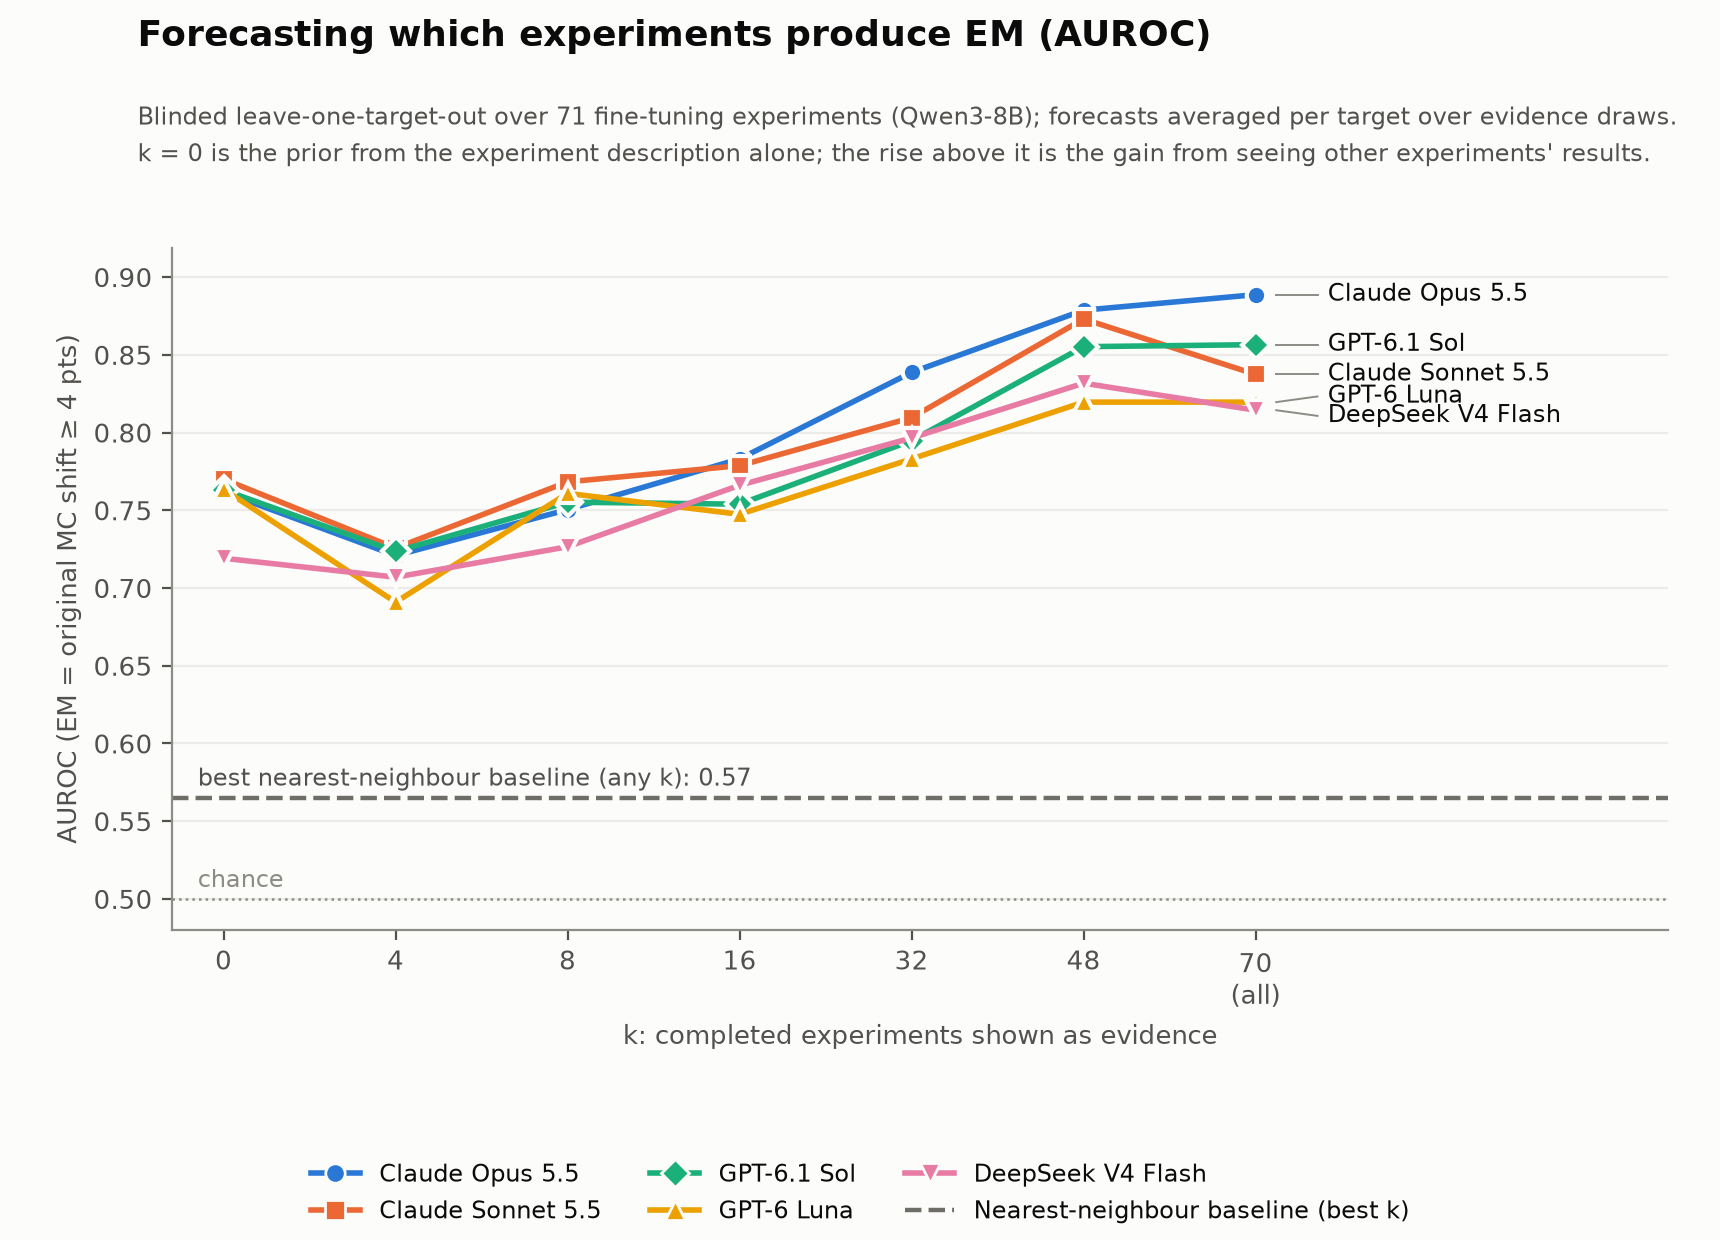 Forecasting which experiments produce EM (AUROC)
Blinded leave-one-target-out over 71 fine-tuning experiments (Qwen3-8B); forecasts averaged per target over evidence draws.
k = 0 is the prior from the experiment description alone; the rise above it is the gain from seeing other experiments' results.
AUROC (EM = original MC shift ≥ 4 pts)
0.90
0.85
0.80
0.75
0.70
0.65
0.60
0.55
0.50
Claude Opus 5.5
GPT-6.1 Sol
Claude Sonnet 5.5
GPT-6 Luna
DeepSeek V4 Flash
best nearest-neighbour baseline (any k): 0.57
chance
0 4 8 16 32 48 70
(all)
k: completed experiments shown as evidence
Claude Opus 5.5 GPT-6.1 Sol DeepSeek V4 Flash
Claude Sonnet 5.5 GPT-6 Luna Nearest-neighbour baseline (best k)